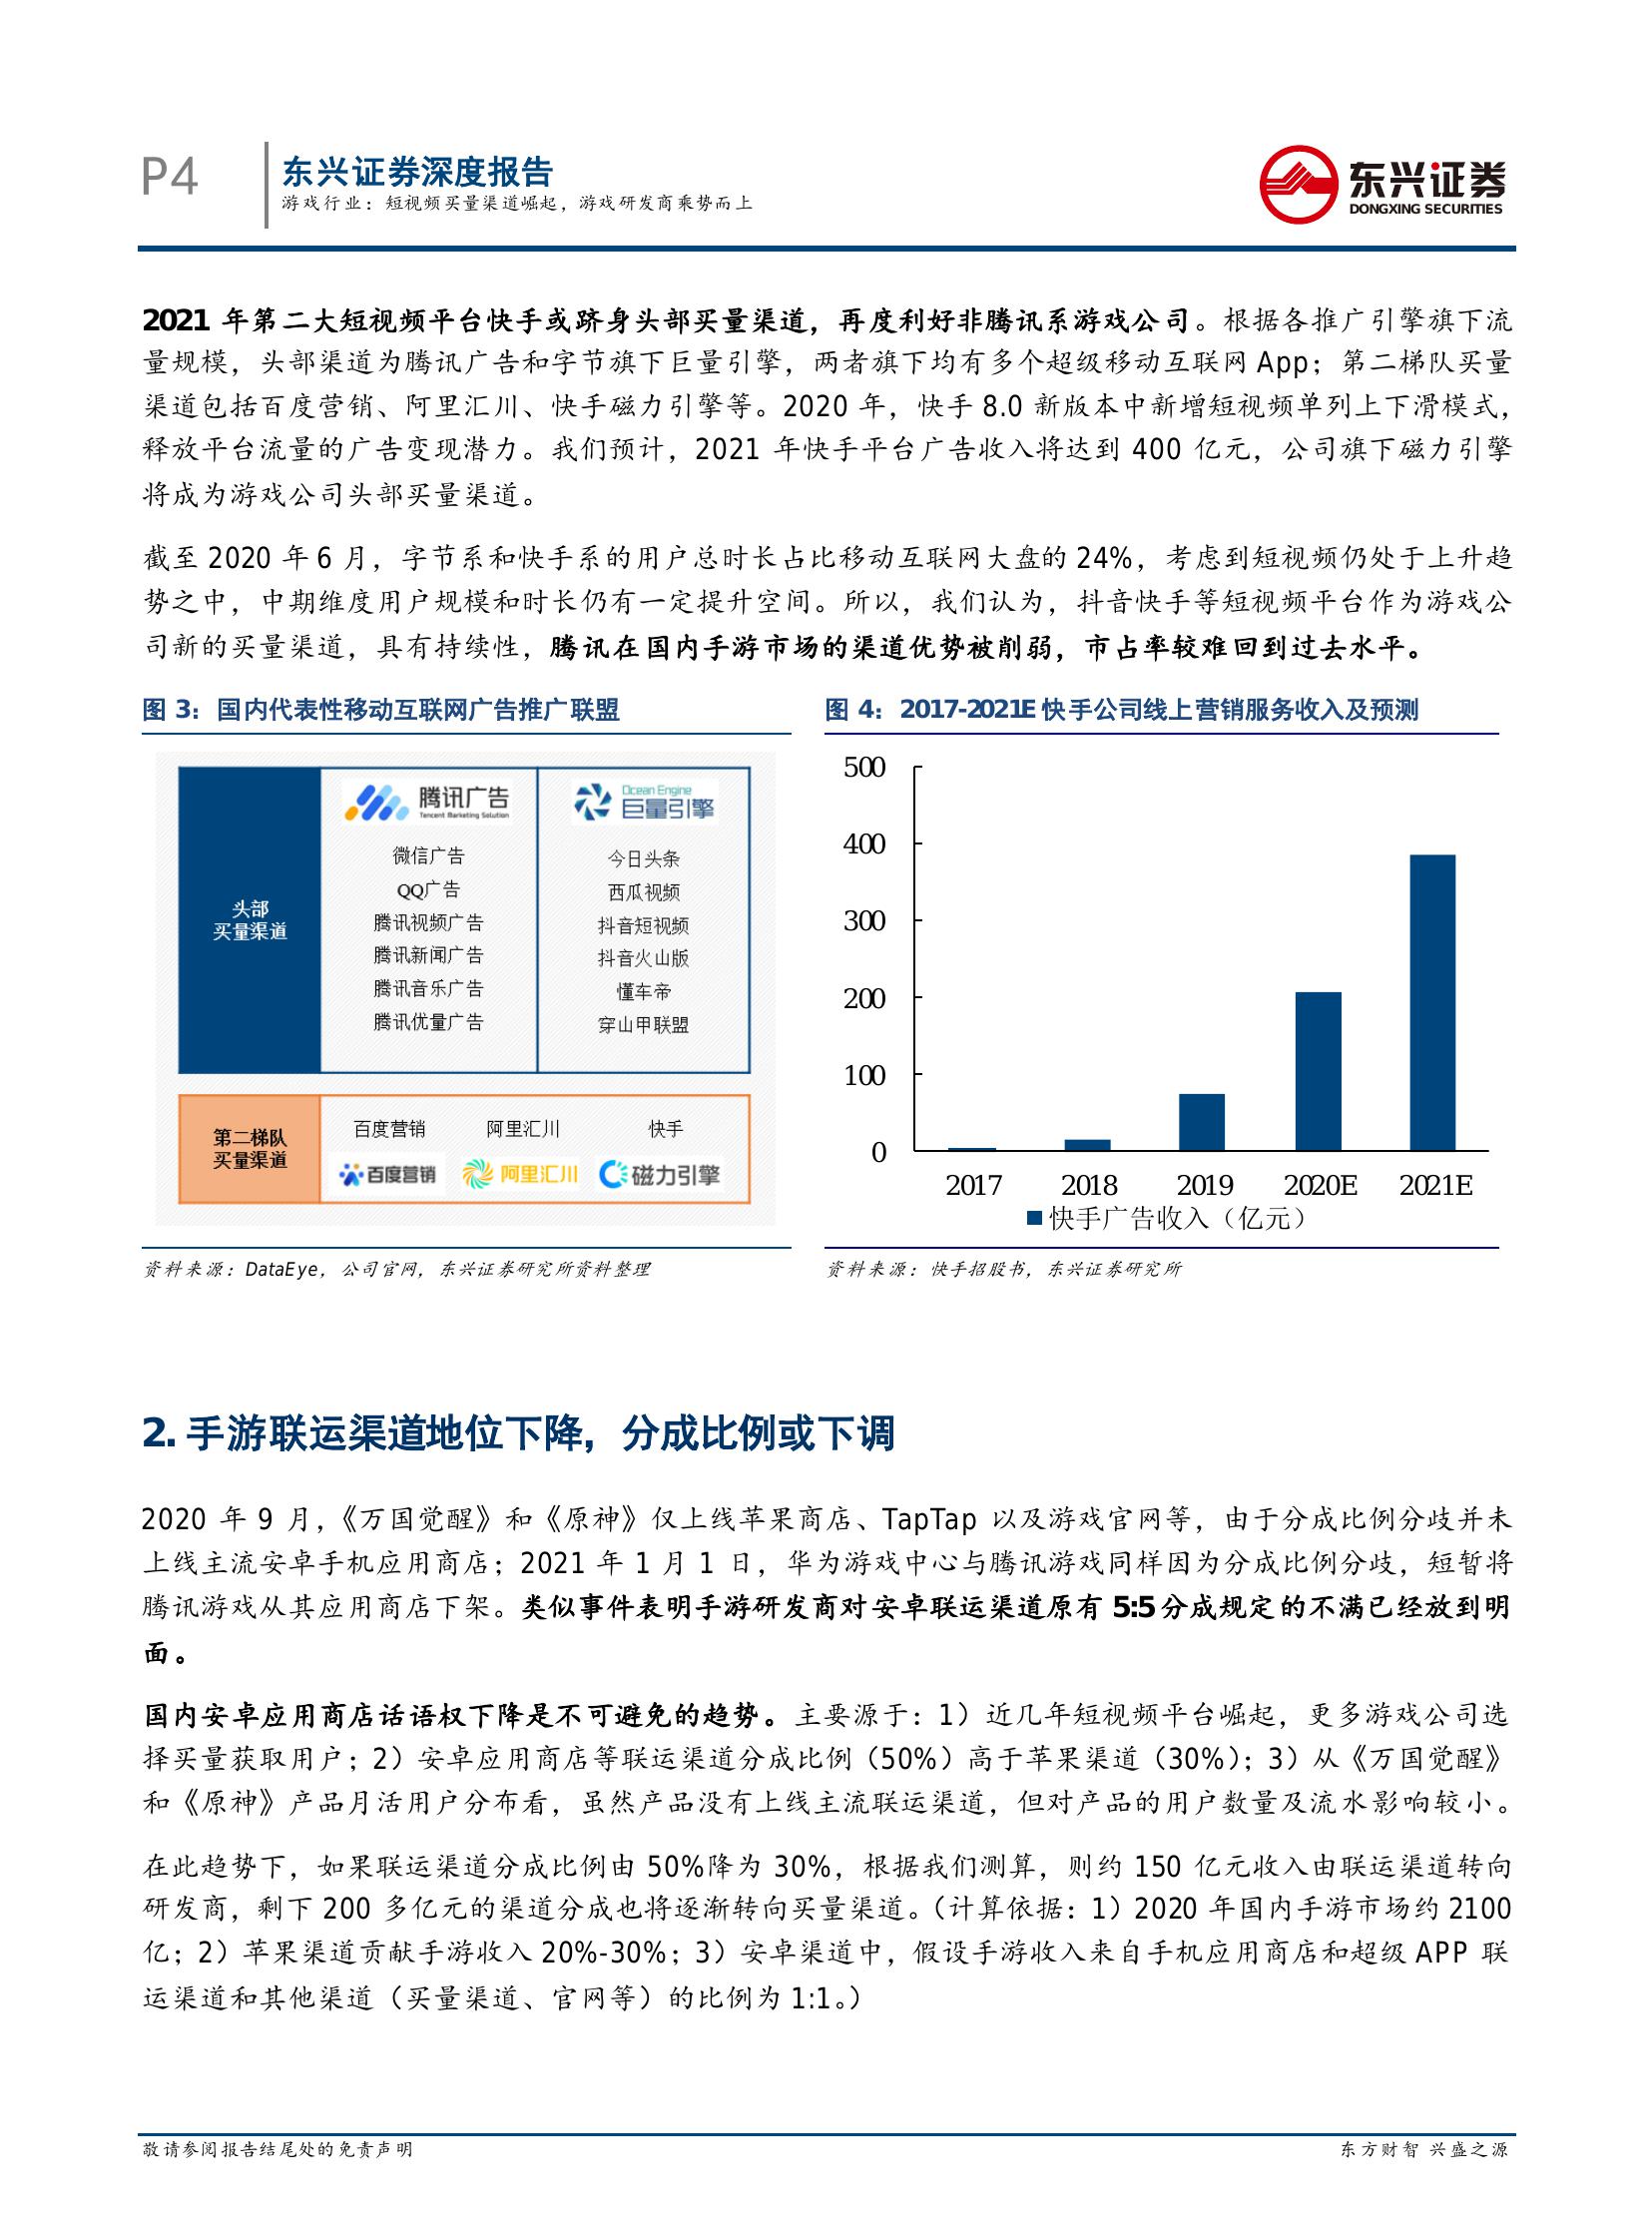 P4
东兴证券深度报告
游戏行业：短视频买量渠道崛起，游戏研发商乘势而上
东兴证券
DONGXING SECURITIES
2021 年第二大短视频平台快手或跻身头部买量渠道，再度利好非腾讯系游戏公司。根据各推广引擎旗下流
量规模，头部渠道为腾讯广告和字节旗下巨量引擎，两者旗下均有多个超级移动互联网 App；第二梯队买量
渠道包括百度营销、阿里汇川、快手磁力引擎等。2020 年，快手 8.0 新版本中新增短视频单列上下滑模式，
释放平台流量的广告变现潜力。我们预计，2021 年快手平台广告收入将达到 400 亿元，公司旗下磁力引擎
将成为游戏公司头部买量渠道。
截至 2020 年 6 月，字节系和快手系的用户总时长占比移动互联网大盘的 24%，考虑到短视频仍处于上升趋
势之中，中期维度用户规模和时长仍有一定提升空间。所以，我们认为，抖音快手等短视频平台作为游戏公
司新的买量渠道，具有持续性，腾讯在国内手游市场的渠道优势被削弱，市占率较难回到过去水平。
图 3：国内代表性移动互联网广告推广联盟
头部
买量渠道
腾讯广告
Tencent Marketing Solution
微信广告
QQ广告
腾讯视频广告
腾讯新闻广告
腾讯音乐广告
腾讯优量广告
Ocean Engine
巨量引擎
今日头条
西瓜视频
抖音短视频
抖音火山版
懂车帝
穿山甲联盟
第二梯队
买量渠道
百度营销 阿里汇川 快手
百度营销 阿里汇川 磁力引擎
资料来源：DataEye，公司官网，东兴证券研究所资料整理
图 4：2017-2021E 快手公司线上营销服务收入及预测
500
400
300
200
100
0
2017 2018 2019 2020E 2021E
快手广告收入（亿元）
资料来源：快手招股书，东兴证券研究所
2. 手游联运渠道地位下降，分成比例或下调
2020 年 9 月，《万国觉醒》和《原神》仅上线苹果商店、TapTap 以及游戏官网等，由于分成比例分歧并未
上线主流安卓手机应用商店；2021 年 1 月 1 日，华为游戏中心与腾讯游戏同样因为分成比例分歧，短暂将
腾讯游戏从其应用商店下架。类似事件表明手游研发商对安卓联运渠道原有 5:5 分成规定的不满已经放到明
面。
国内安卓应用商店话语权下降是不可避免的趋势。主要源于：1）近几年短视频平台崛起，更多游戏公司选
择买量获取用户；2）安卓应用商店等联运渠道分成比例（50%）高于苹果渠道（30%）；3）从《万国觉醒》
和《原神》产品月活用户分布看，虽然产品没有上线主流联运渠道，但对产品的用户数量及流水影响较小。
在此趋势下，如果联运渠道分成比例由 50%降为 30%，根据我们测算，则约 150 亿元收入由联运渠道转向
研发商，剩下 200 多亿元的渠道分成也将逐渐转向买量渠道。（计算依据：1）2020 年国内手游市场约 2100
亿；2）苹果渠道贡献手游收入 20%-30%；3）安卓渠道中，假设手游收入来自手机应用商店和超级 APP 联
运渠道和其他渠道（买量渠道、官网等）的比例为 1:1。）
敬请参阅报告结尾处的免责声明
东方财智 兴盛之源